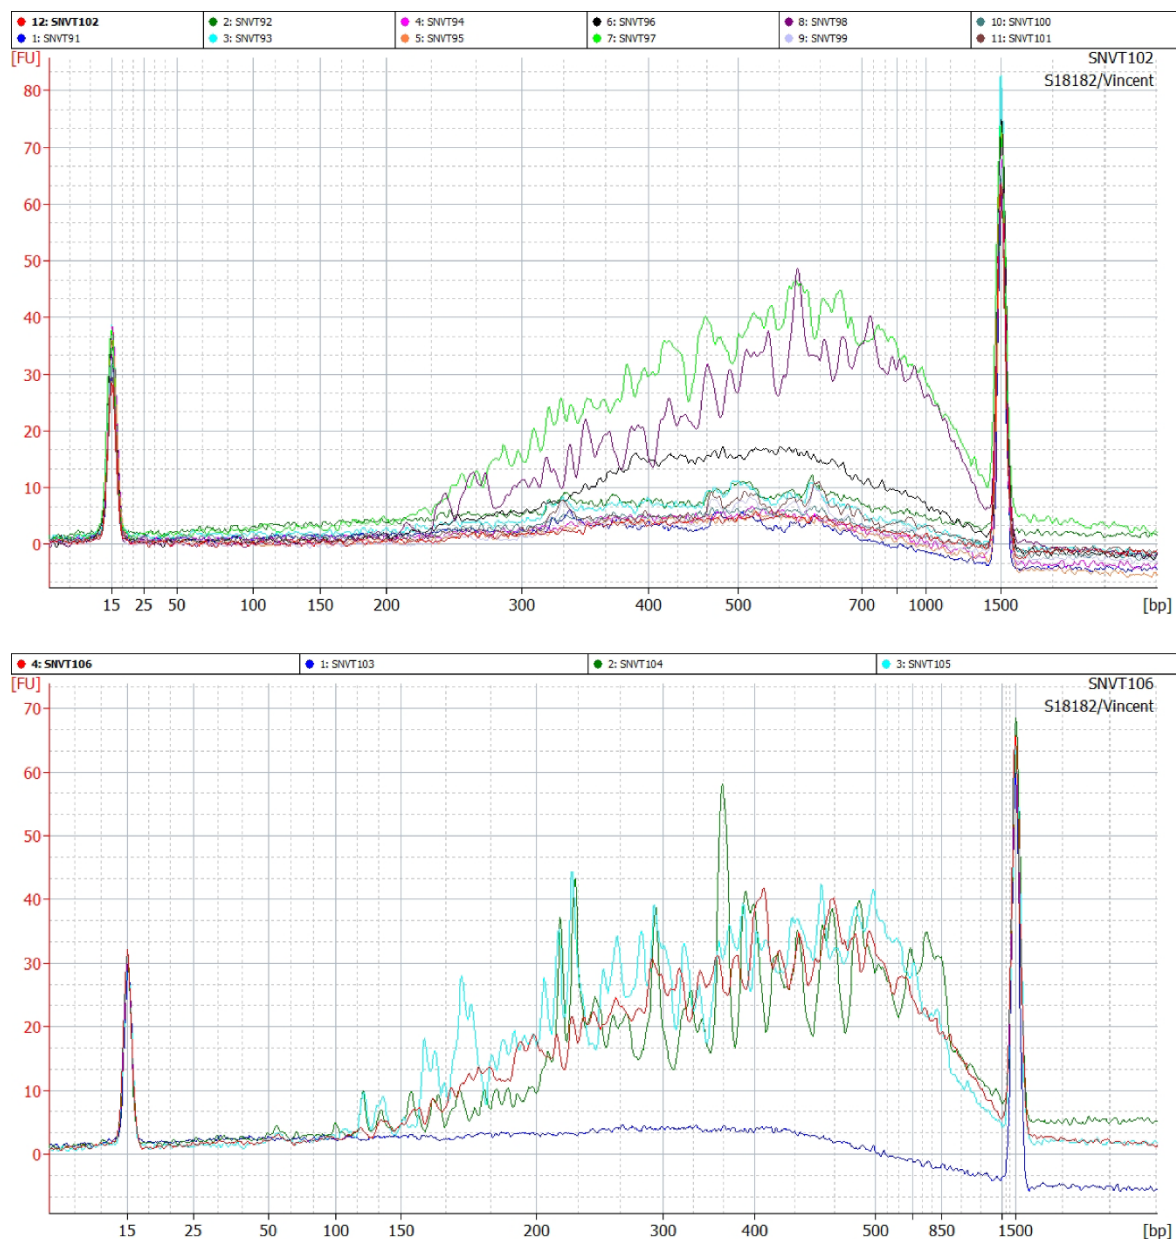 12: SNVT102 2: SNVT92 4: SNVT94 6: SNVT96 8: SNVT98 10: SNVT100
1: SNVT91 3: SNVT93 5: SNVT95 7: SNVT97 9: SNVT99 11: SNVT101
[FU] SNVT102
S18182/Vincent
80
70
60
50
40
30
20
10
0
15 25 50 100 150 200 300 400 500 700 1000 1500 [bp]
4: SNVT106 1: SNVT103 2: SNVT104 3: SNVT105
[FU] SNVT106
S18182/Vincent
70
60
50
40
30
20
10
0
15 25 50 100 150 200 300 400 500 850 1500 [bp]